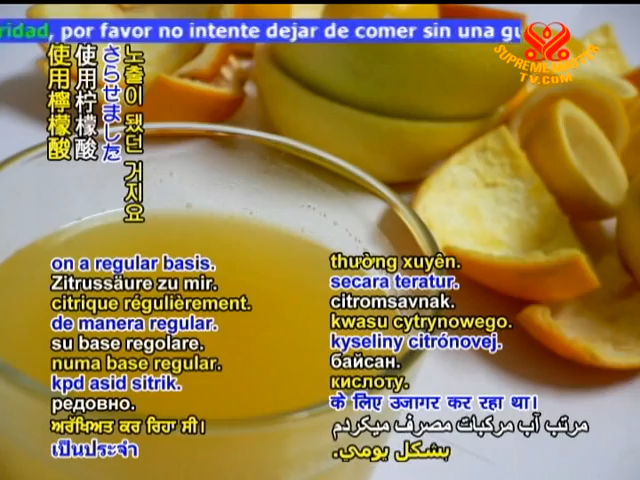 ridad, por favor no intente dejar de comer sin una gu
SUPREME MASTER
TV.COM
노출이 됐던 거지요
さらせました
使用柠檬酸
使用檸檬酸
on a regular basis.
Zitrussäure zu mir.
citrique régulièrement.
de manera regular.
su base regolare.
numa base regular.
kpd asid sitrik.
редовно.
ਅਰੱਖਿਅਤ ਕਰ ਰਿਹਾ ਸੀ।
เป็นประจำ
thường xuyên.
secara teratur.
citromsavnak.
kwasu cytrynowego.
kyseliny citrónovej.
байсан.
кислоту.
के लिए उजागर कर रहा था।
مرتب آب مرکبات مصرف میکردم
بشكل يومي.